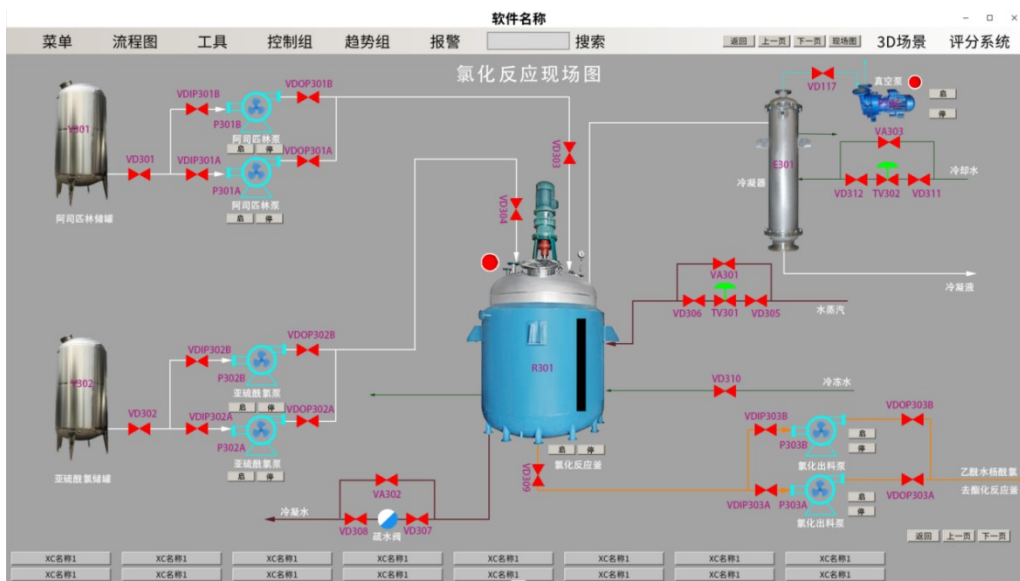 软件名称
菜单 流程图 工具 控制组 趋势组 报警 搜索 返回 上一页 下一页 现场图 3D场景 评分系统
氯化反应现场图
VD117
真空泵
启
停
VDIP301B
VDOP301B
V301
P301B
阿司匹林泵
启 停
VD301
VDIP301A
VDOP301A
P301A
阿司匹林泵
启 停
阿司匹林储罐
VD303
VD304
E301
冷凝器
VA303
冷却水
VD312 TV302 VD311
冷凝液
VA301
VD306 TV301 VD305
水蒸汽
R301
VD310
冷冻水
VDIP302B
VDOP302B
V302
P302B
亚硫酰氯泵
启 停
VD302
VDIP302A
VDOP302A
P302A
亚硫酰氯泵
启 停
亚硫酰氯储罐
启 停
氯化反应釜
VD309
VDIP303B
VDOP303B
P303B
启
停
氯化出料泵
乙酰水杨酰氯
去酯化反应釜
VDIP303A
P303A
VDOP303A
启
停
氯化出料泵
VA302
冷凝水
VD308 VD307
疏水阀
返回 上一页 下一页
XC名称1 XC名称1 XC名称1 XC名称1 XC名称1 XC名称1 XC名称1 XC名称1
XC名称1 XC名称1 XC名称1 XC名称1 XC名称1 XC名称1 XC名称1 XC名称1